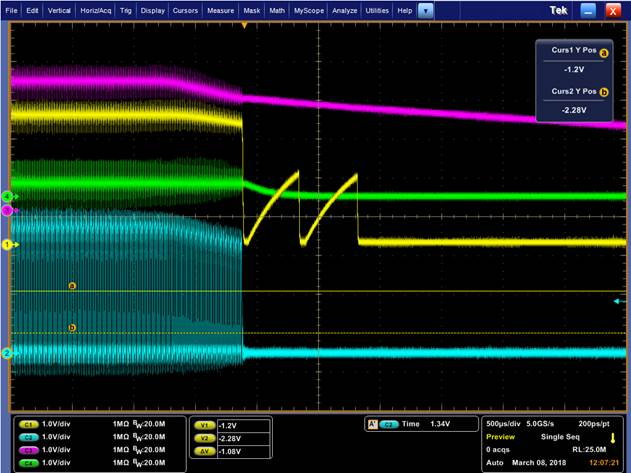 File Edit Vertical Horiz/Acq Trig Display Cursors Measure Mask Math MyScope Analyze Utilities Help Tek X
Curs1 Y Pos a
-1.2V
Curs2 Y Pos b
-2.28V
4
3
1
a
b
2
C1 1.0V/div 1MΩ BW:20.0M
C2 1.0V/div 1MΩ BW:20.0M
C3 1.0V/div 1MΩ BW:20.0M
C4 1.0V/div 1MΩ BW:20.0M
V1 -1.2V
V2 -2.28V
ΔV -1.08V
A' C2 Time 1.34V
500µs/div 5.0GS/s 200ps/pt
Preview Single Seq
0 acqs RL:25.0M
Auto March 08, 2018 12:07:21